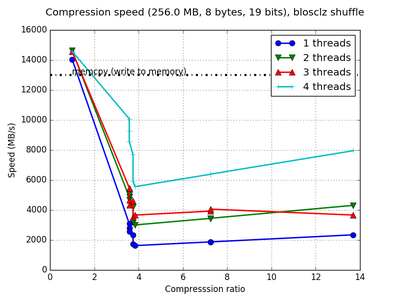 Compression speed (256.0 MB, 8 bytes, 19 bits), blosclz shuffle
16000
14000
12000
10000
8000
6000
4000
2000
0
Speed (MB/s)
memcpy (write to memory)
1 threads
2 threads
3 threads
4 threads
0
2
4
6
8
10
12
14
Compresssion ratio